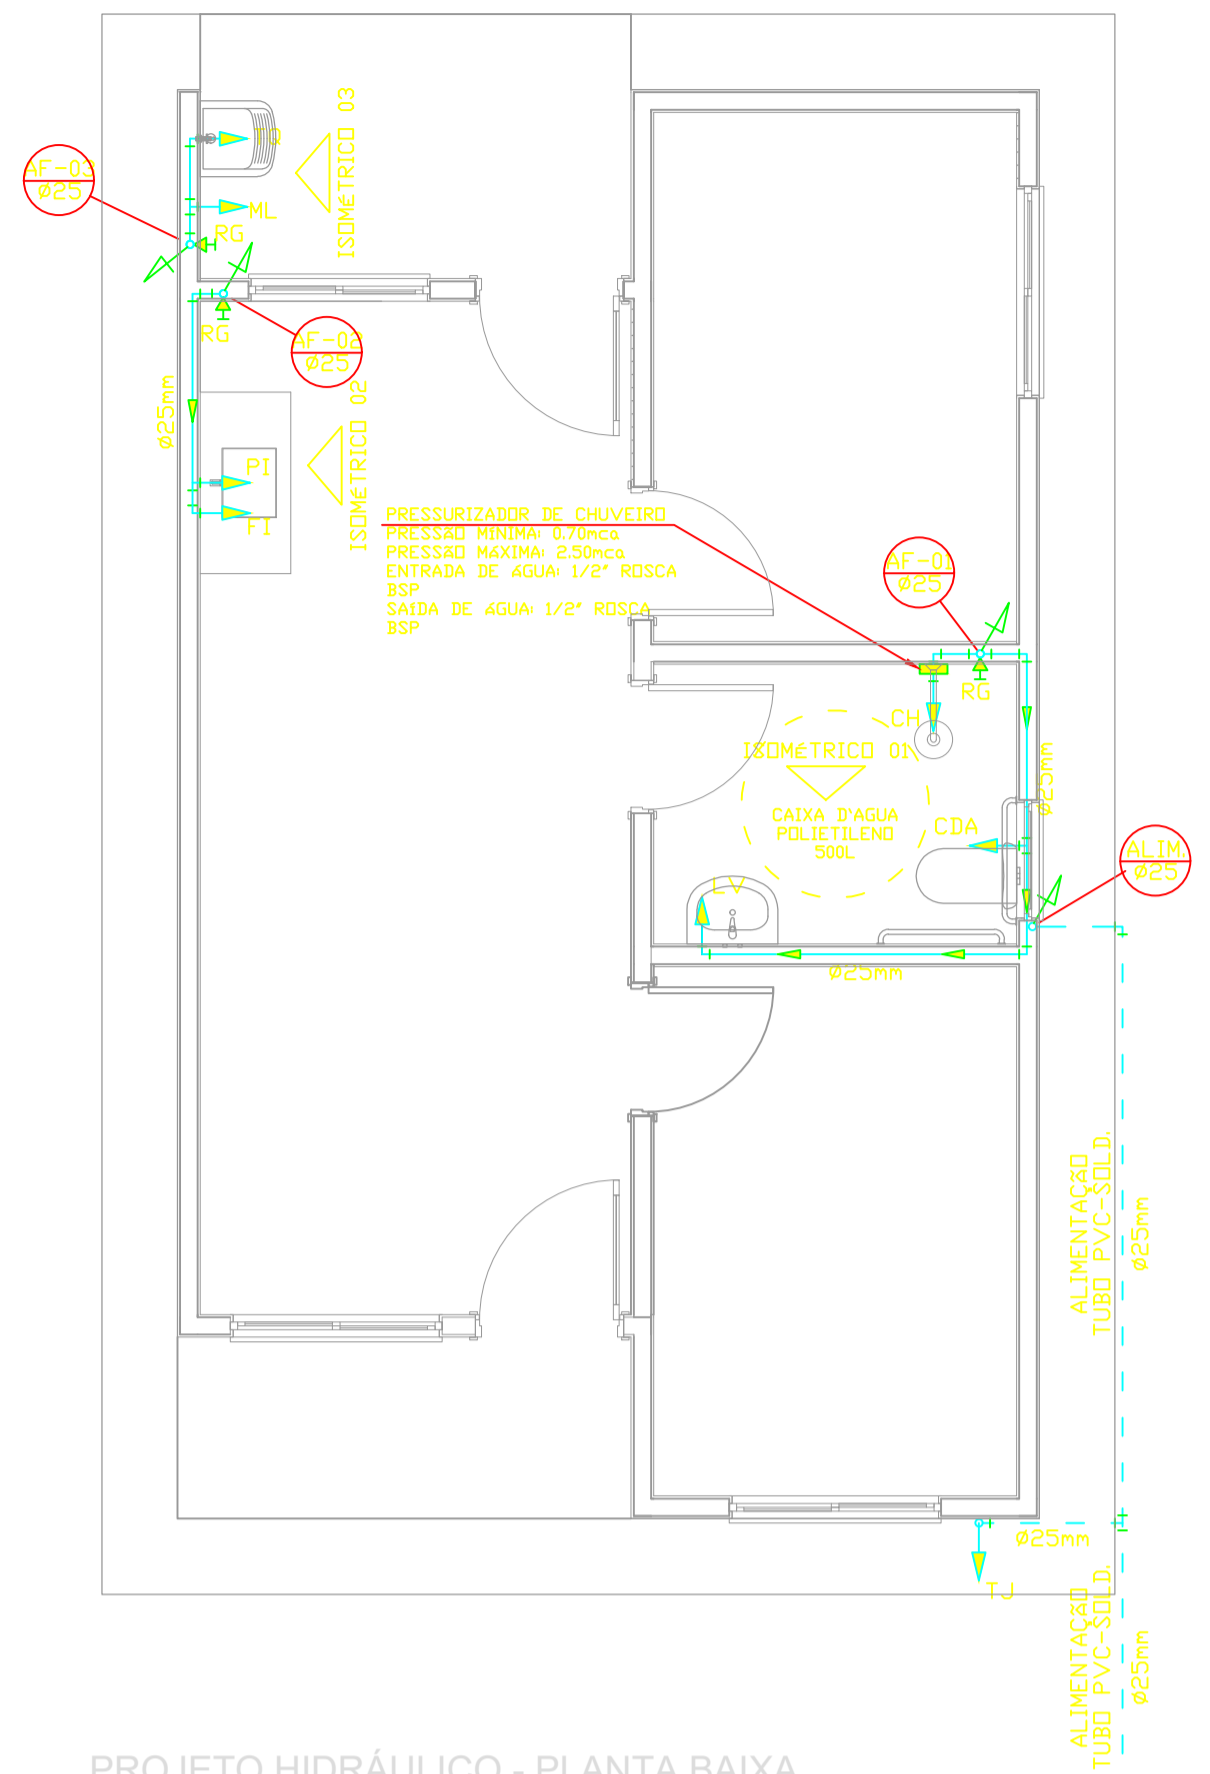 ISOMÉTRICO 03
TQ
AF-03
Ø25
ML
RG
RG
AF-02
Ø25
Ø25mm
ISOMÉTRICO 02
PI
FI
PRESSURIZADOR DE CHUVEIRO
PRESSÃO MÍNIMA: 0.70mca
PRESSÃO MÁXIMA: 2.50mca
ENTRADA DE ÁGUA: 1/2" ROSCA
BSP
SAÍDA DE ÁGUA: 1/2" ROSCA
BSP
AF-01
Ø25
RG
CH
ISOMÉTRICO 01
Ø25mm
CAIXA D'AGUA
POLIETILENO
500L
CDA
ALIM.
Ø25
LV
Ø25mm
ALIMENTAÇÃO
TUBO PVC-SOLD.
Ø25mm
Ø25mm
TJ
ALIMENTAÇÃO
TUBO PVC-SOLD.
Ø25mm
PROJETO HIDRÁULICO - PLANTA BAIXA